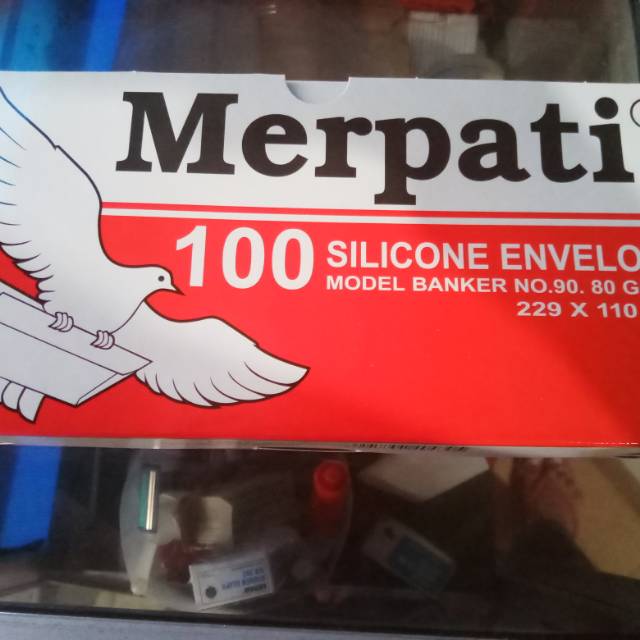 Merpati
100 SILICONE ENVELO
MODEL BANKER NO.90. 80 G
229 X 110